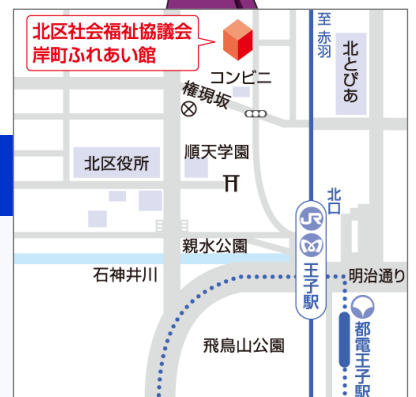 北区社会福祉協議会
岸町ふれあい館
至 赤羽
北とぴあ
コンビニ
権現坂
順天学園
北区役所
北口
JR
王子駅
親水公園
石神井川
明治通り
都電王子駅
飛鳥山公園